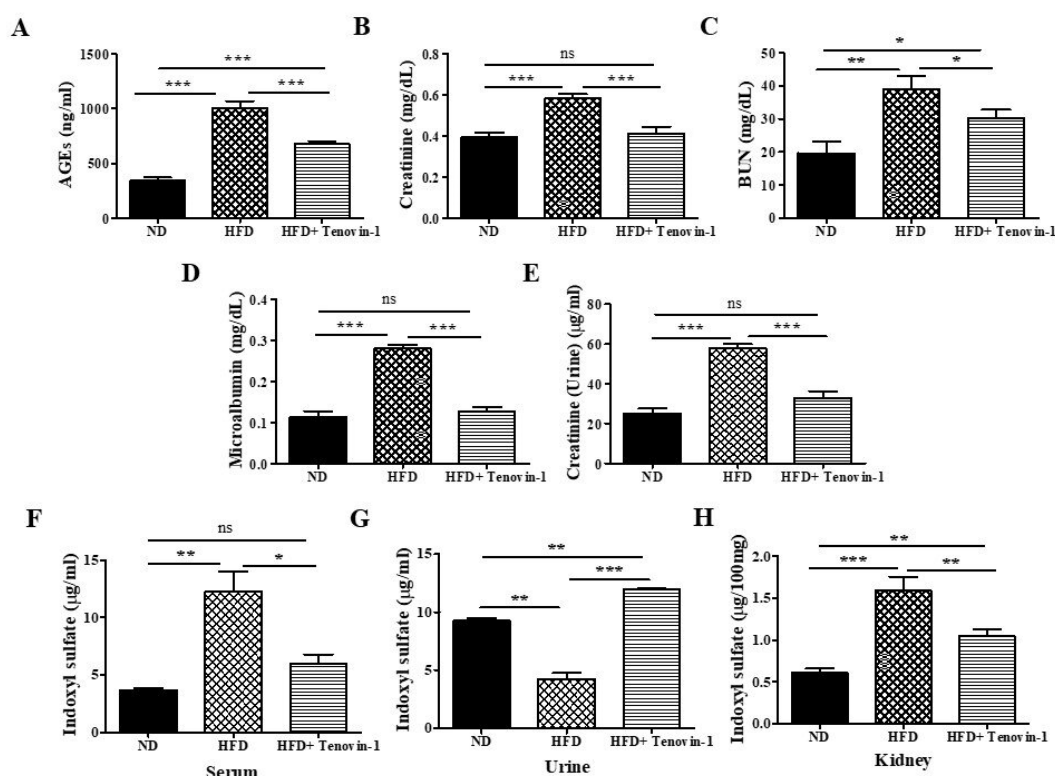 A
AGEs (ng/ml)
1500
1000
500
0
***
***
***
ND
HFD
HFD+ Tenovin-1
B
Creatinine (mg/dL)
0.8
0.6
0.4
0.2
0.0
ns
***
***
ND
HFD
HFD+ Tenovin-1
C
BUN (mg/dL)
50
40
30
20
10
0
*
**
*
ND
HFD
HFD+ Tenovin-1
D
Microalbumin (mg/dL)
0.4
0.3
0.2
0.1
0.0
ns
***
***
ND
HFD
HFD+ Tenovin-1
E
Creatinine (Urine) (µg/ml)
80
60
40
20
0
ns
***
***
ND
HFD
HFD+ Tenovin-1
F
Indoxyl sulfate (µg/ml)
15
10
5
0
ns
**
*
ND
HFD
HFD+ Tenovin-1
Serum
G
Indoxyl sulfate (µg/ml)
15
10
5
0
**
***
**
ND
HFD
HFD+ Tenovin-1
Urine
H
Indoxyl sulfate (µg/100mg)
2.0
1.5
1.0
0.5
0.0
**
***
**
ND
HFD
HFD+ Tenovin-1
Kidney